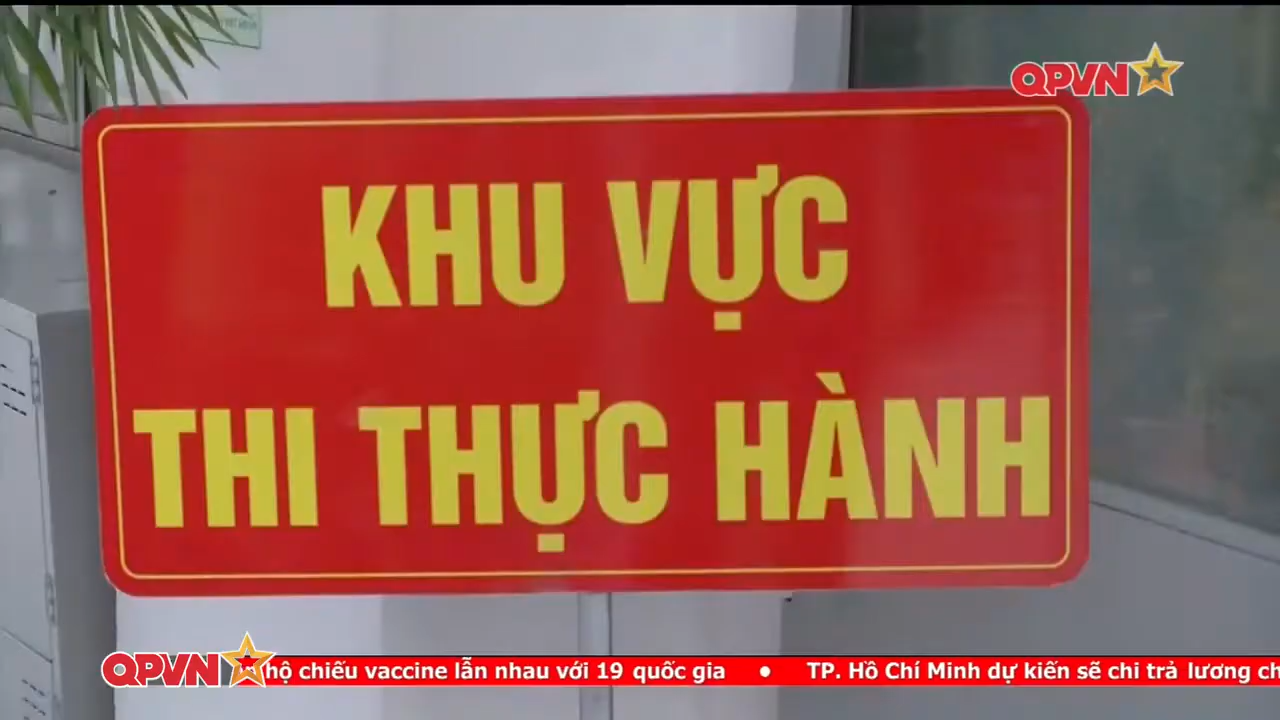 QPVN
KHU VỰC
THI THỰC HÀNH
QPVN
hộ chiếu vaccine lẫn nhau với 19 quốc gia • TP. Hồ Chí Minh dự kiến sẽ chi trả lương